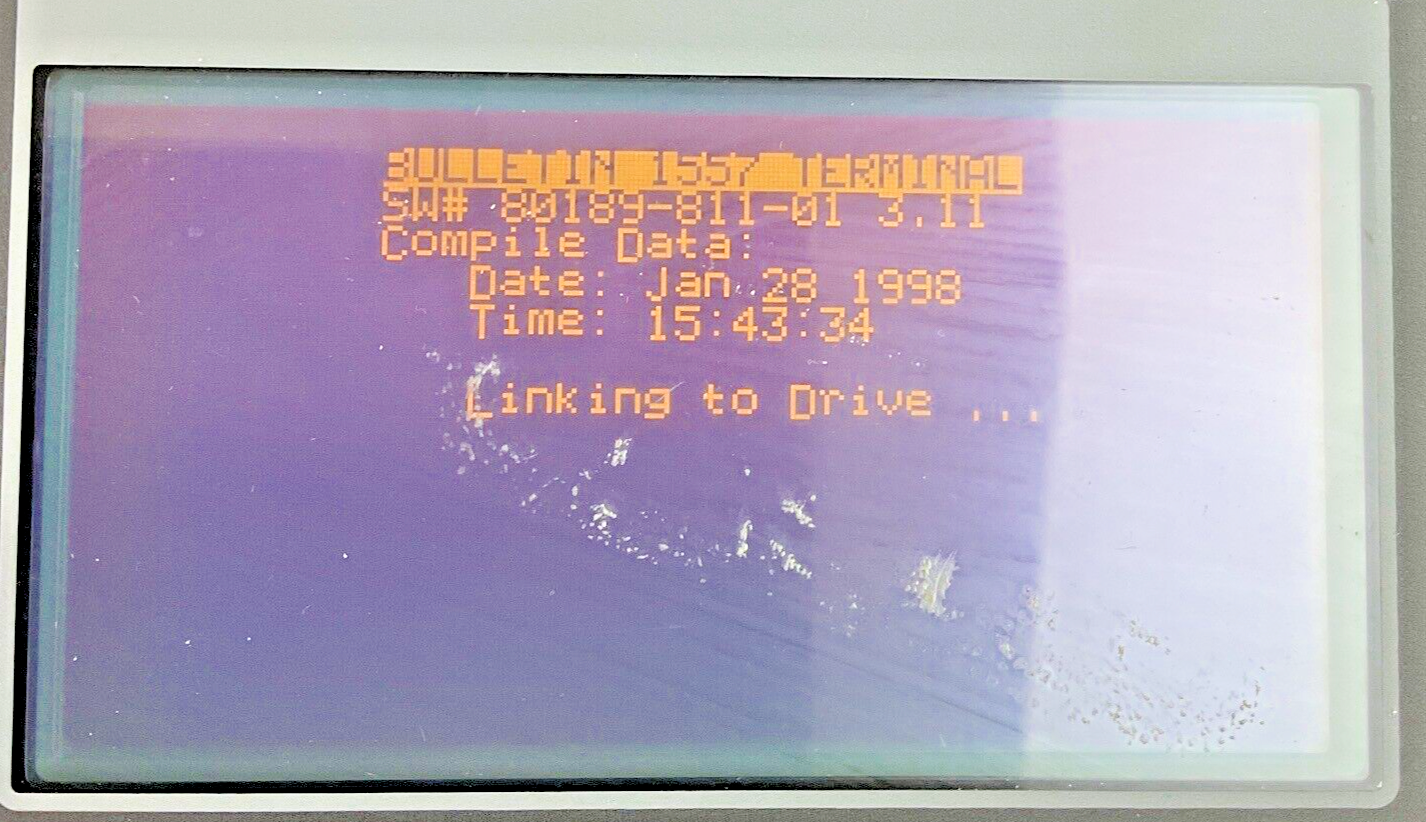 BULLETIN 1557 TERMINAL
SW# 80189-811-01 3.11
Compile Data:
Date: Jan 28 1998
Time: 15:43:34
Linking to Drive ...